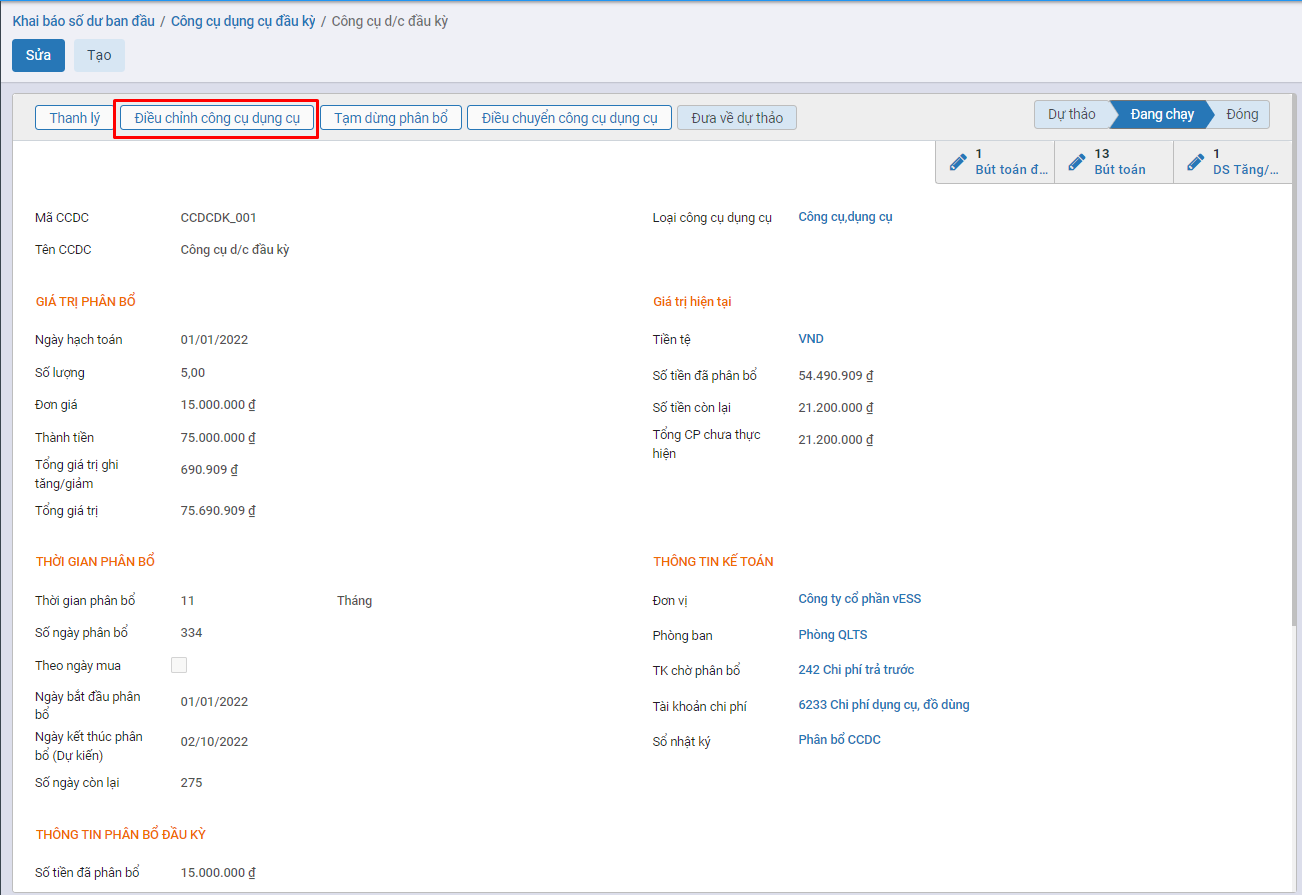 Khai báo số dư ban đầu / Công cụ dụng cụ đầu kỳ / Công cụ d/c đầu kỳ
Sửa Tạo
Thanh lý Điều chỉnh công cụ dụng cụ Tạm dừng phân bổ Điều chuyển công cụ dụng cụ Đưa về dự thảo Dự thảo Đang chạy Đóng
1 13 1
Bút toán đ... Bút toán DS Tăng/...
Mã CCDC CCDCDK_001 Loại công cụ dụng cụ Công cụ,dụng cụ
Tên CCDC Công cụ d/c đầu kỳ
GIÁ TRỊ PHÂN BỔ Giá trị hiện tại
Ngày hạch toán 01/01/2022 Tiền tệ VND
Số lượng 5,00 Số tiền đã phân bổ 54.490.909 ₫
Đơn giá 15.000.000 ₫ Số tiền còn lại 21.200.000 ₫
Thành tiền 75.000.000 ₫ Tổng CP chưa thực
hiện 21.200.000 ₫
Tổng giá trị ghi
tăng/giảm 690.909 ₫
Tổng giá trị 75.690.909 ₫
THỜI GIAN PHÂN BỔ THÔNG TIN KẾ TOÁN
Thời gian phân bổ 11 Tháng Đơn vị Công ty cổ phần vESS
Số ngày phân bổ 334 Phòng ban Phòng QLTS
Theo ngày mua TK chờ phân bổ 242 Chi phí trả trước
Ngày bắt đầu phân
bổ 01/01/2022 Tài khoản chi phí 6233 Chi phí dụng cụ, đồ dùng
Ngày kết thúc phân
bổ (Dự kiến) 02/10/2022 Sổ nhật ký Phân bổ CCDC
Số ngày còn lại 275
THÔNG TIN PHÂN BỔ ĐẦU KỲ
Số tiền đã phân bổ 15.000.000 ₫